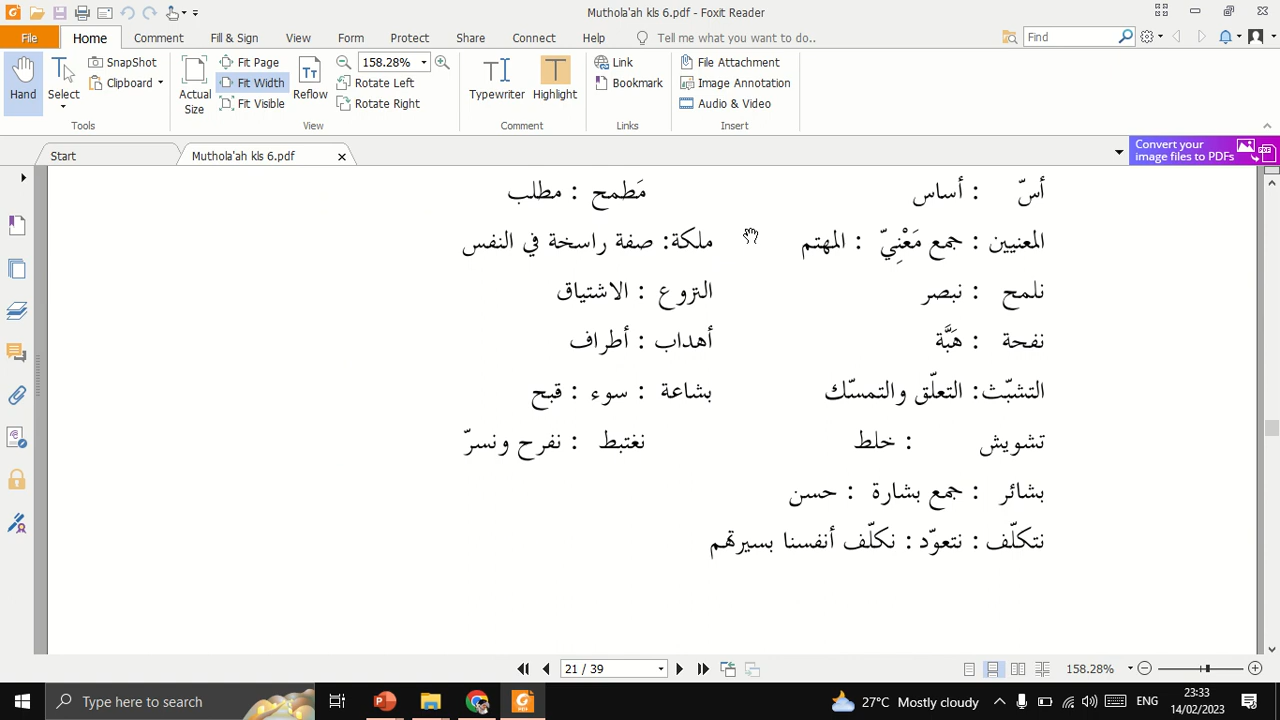 Muthola'ah kls 6.pdf - Foxit Reader
File Home Comment Fill & Sign View Form Protect Share Connect Help Tell me what you want to do.. Find
Hand
Select
SnapShot
Clipboard
Tools
Actual Size
Fit Page
Fit Width
Fit Visible
Reflow
158.28%
Rotate Left
Rotate Right
View
Typewriter
Highlight
Comment
Link
Bookmark
Links
File Attachment
Image Annotation
Audio & Video
Insert
Start
Muthola'ah kls 6.pdf
Convert your image files to PDFs
أسّ : أساس مَطمح : مطلب
المعنيين : جمع مَعْنِيّ : المهتم ملكة: صفة راسخة في النفس
نلمح : نبصر النزوع : الاشتياق
نفحة : هَبَّة أهداب : أطراف
التشبّث: التعلّق والتمسّك بشاعة : سوء : قبح
تشويش : خلط نغتبط : نفرح ونسرّ
بشائر : جمع بشارة : حسن
نتكلّف : نتعوّد : نكلّف أنفسنا بسيرتهم
21 / 39
158.28%
Type here to search
27°C Mostly cloudy
ENG
23:33
14/02/2023